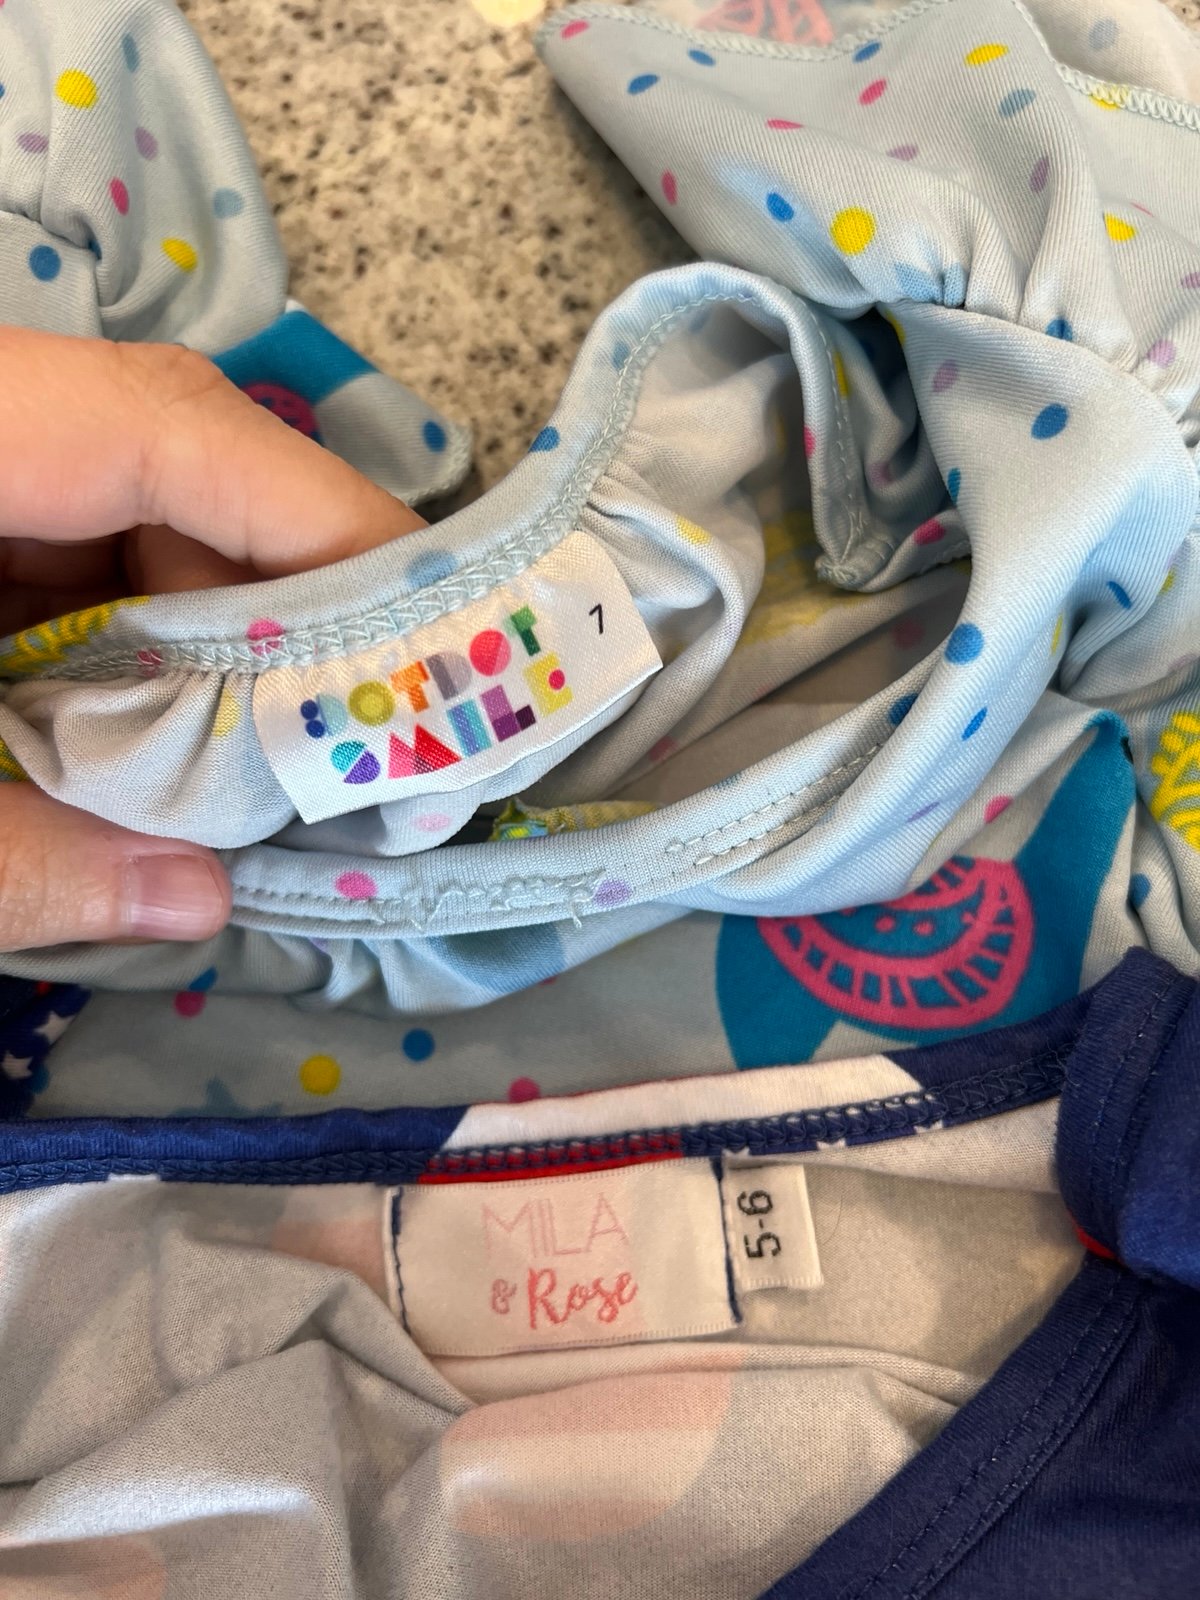 DOTDOT
SMILE
7
MILA
& Rose
5-6